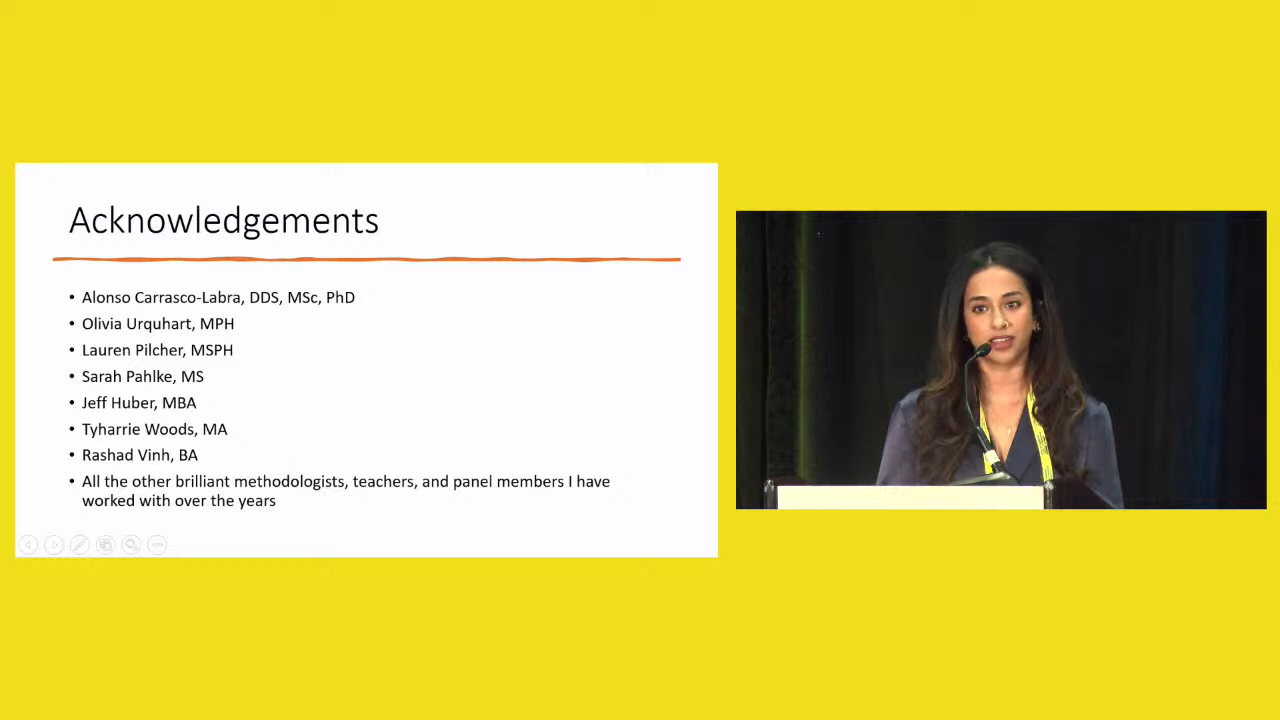 Acknowledgements
• Alonso Carrasco-Labra, DDS, MSc, PhD
• Olivia Urquhart, MPH
• Lauren Pilcher, MSPH
• Sarah Pahlke, MS
• Jeff Huber, MBA
• Tyharrie Woods, MA
• Rashad Vinh, BA
• All the other brilliant methodologists, teachers, and panel members I have
worked with over the years